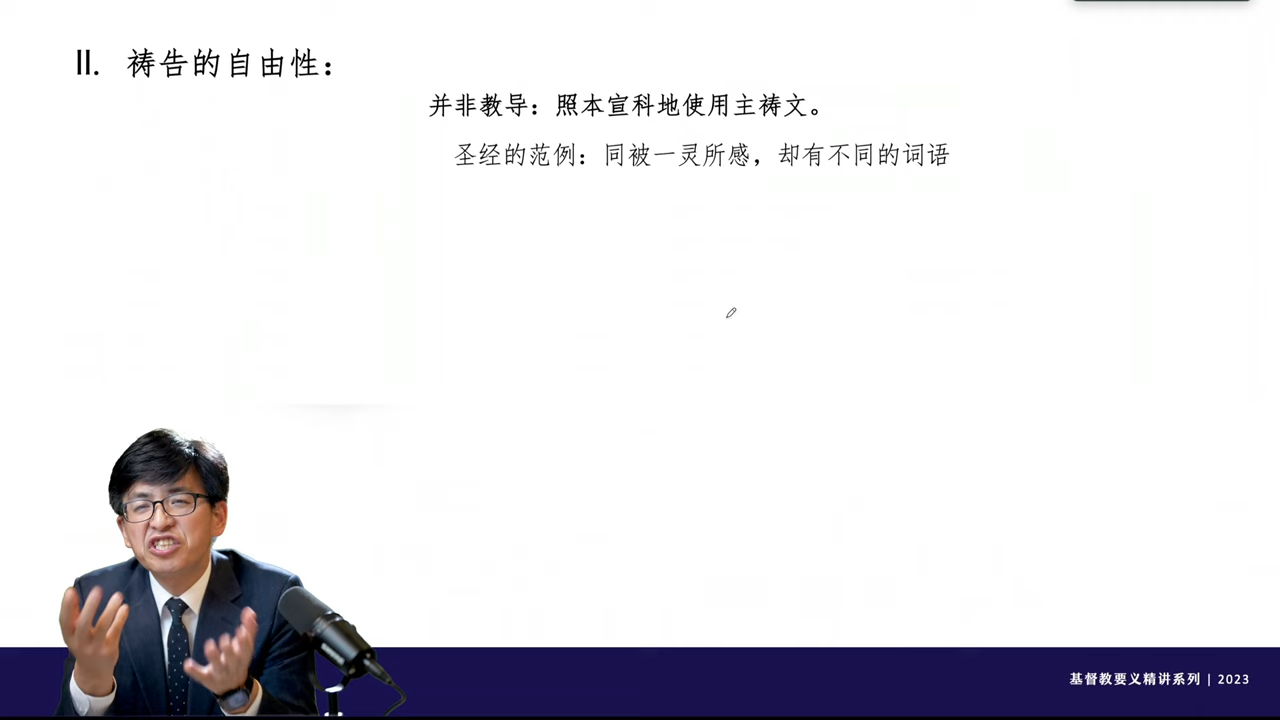 II. 祷告的自由性：
并非教导：照本宣科地使用主祷文。
圣经的范例：同被一灵所感，却有不同的词语
基督教要义精讲系列 | 2023